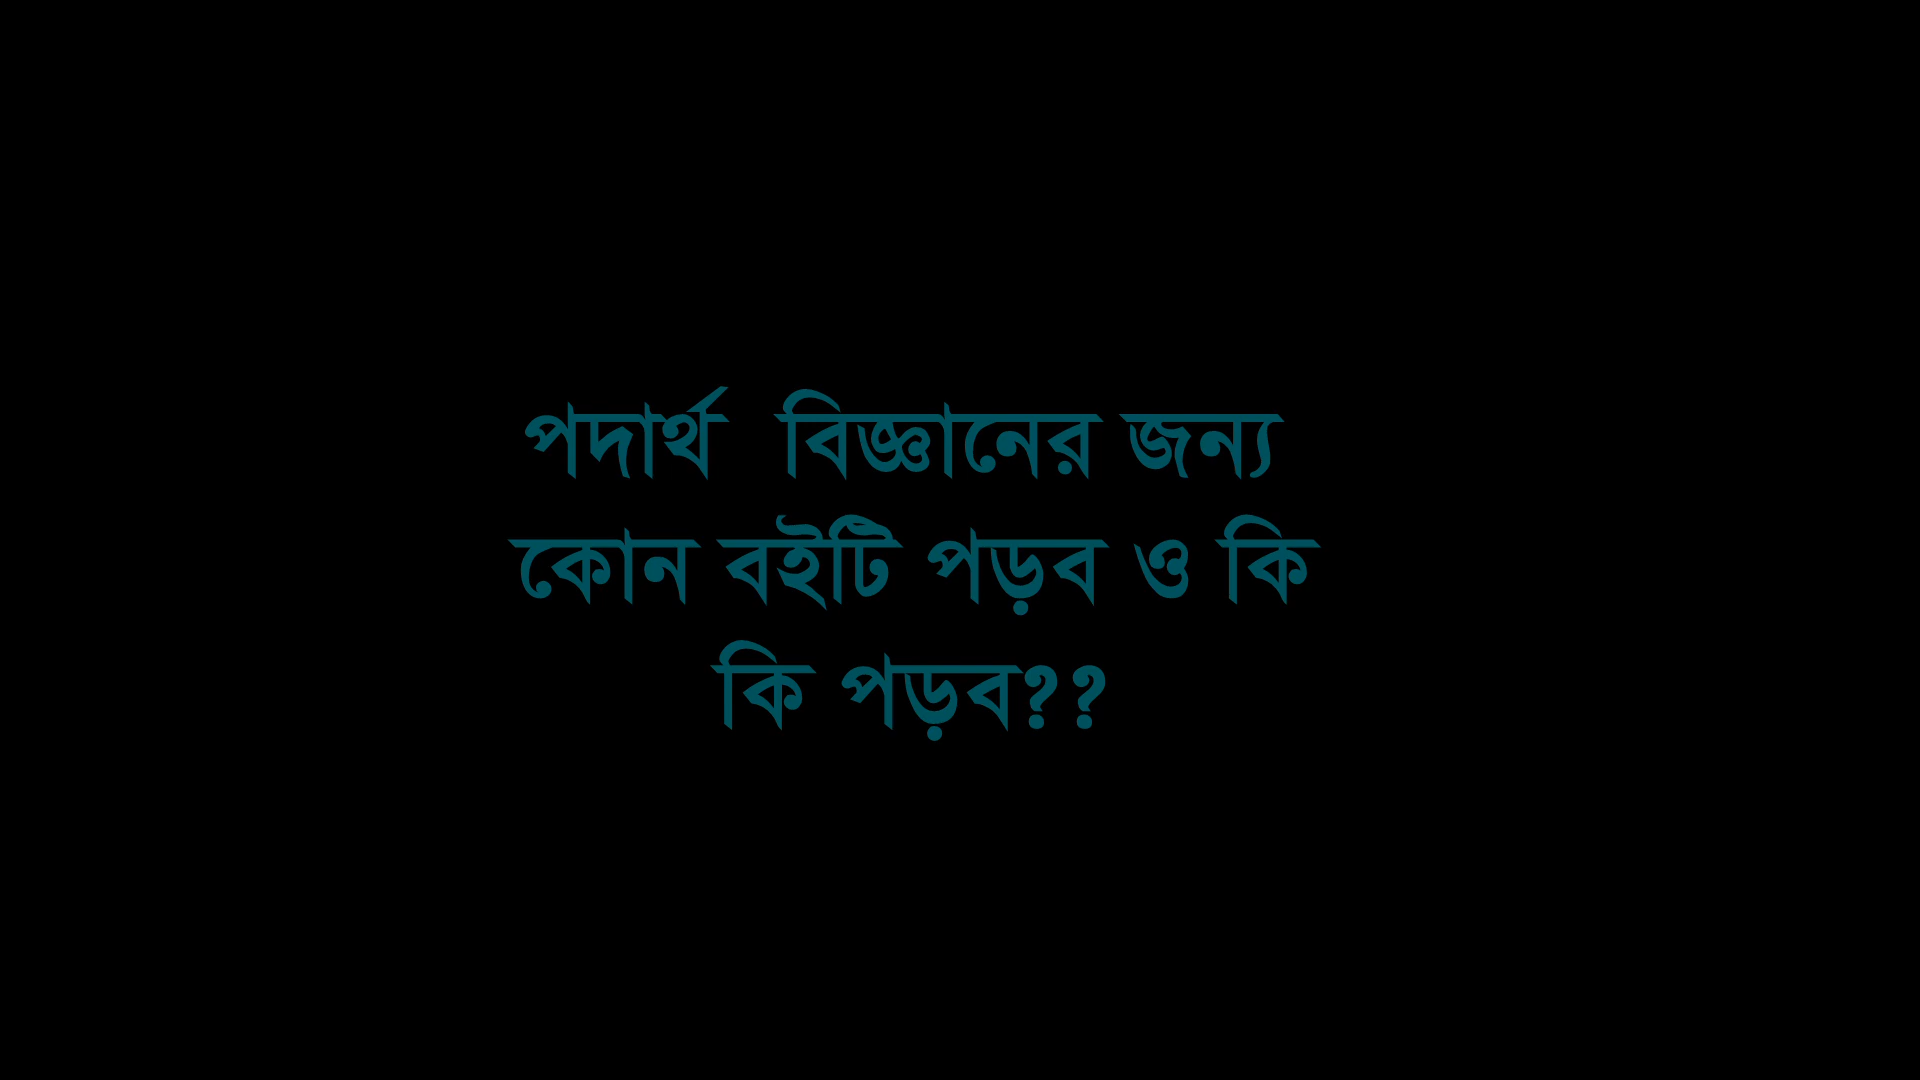 পদার্থ  বিজ্ঞানের জন্য
কোন বইটি পড়ব ও কি
কি পড়ব??